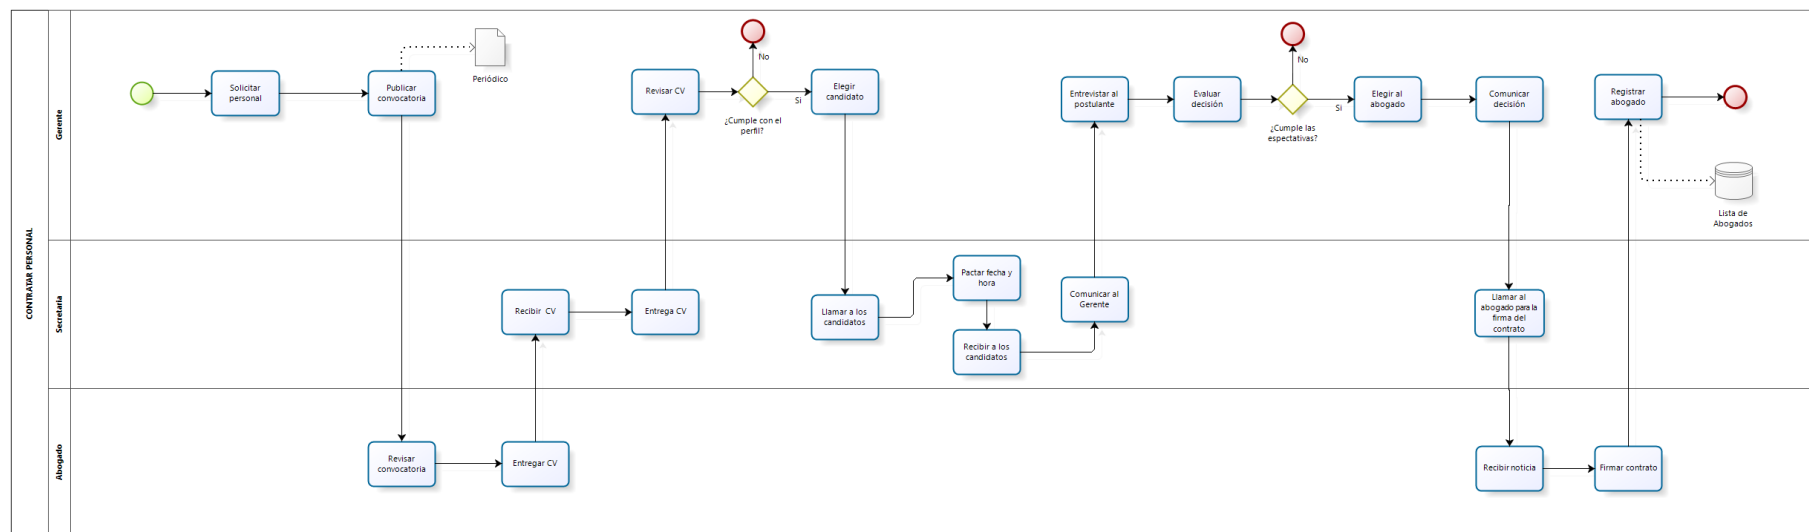 CONTRATAR PERSONAL
Gerente
Solicitar
personal
Publicar
convocatoria
Periódico
Revisar CV
No
Si
¿Cumple con el
perfil?
Elegir
candidato
Entrevistar al
postulante
Evaluar
decisión
No
Si
¿Cumple las
espectativas?
Elegir al
abogado
Comunicar
decisión
Registrar
abogado
Lista de
Abogados
Secretaria
Recibir CV
Entrega CV
Llamar a los
candidatos
Pactar fecha y
hora
Recibir a los
candidatos
Comunicar al
Gerente
Llamar al
abogado para la
firma del
contrato
Abogado
Revisar
convocatoria
Entregar CV
Recibir noticia
Firmar contrato